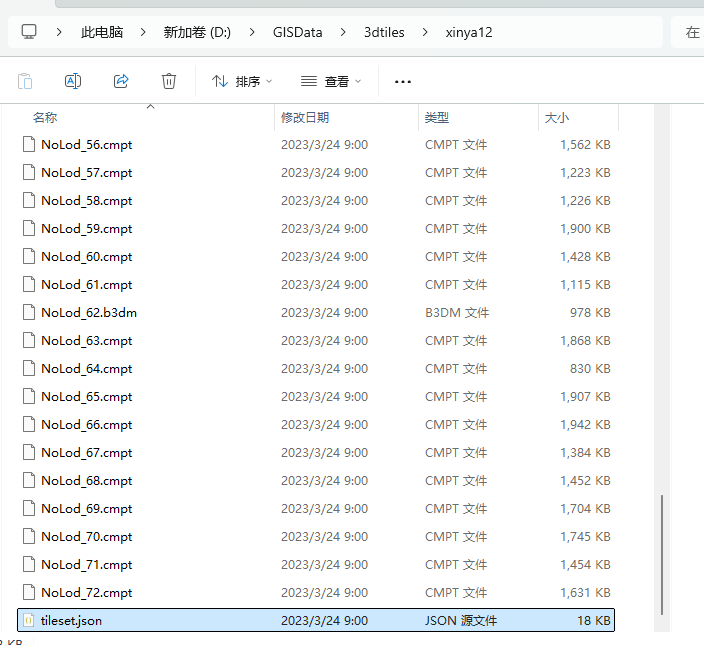 此电脑 > 新加卷 (D:) > GISData > 3dtiles > xinya12 在
排序 查看 ...
名称 修改日期 类型 大小
NoLod_56.cmpt 2023/3/24 9:00 CMPT 文件 1,562 KB
NoLod_57.cmpt 2023/3/24 9:00 CMPT 文件 1,223 KB
NoLod_58.cmpt 2023/3/24 9:00 CMPT 文件 1,226 KB
NoLod_59.cmpt 2023/3/24 9:00 CMPT 文件 1,900 KB
NoLod_60.cmpt 2023/3/24 9:00 CMPT 文件 1,428 KB
NoLod_61.cmpt 2023/3/24 9:00 CMPT 文件 1,115 KB
NoLod_62.b3dm 2023/3/24 9:00 B3DM 文件 978 KB
NoLod_63.cmpt 2023/3/24 9:00 CMPT 文件 1,868 KB
NoLod_64.cmpt 2023/3/24 9:00 CMPT 文件 830 KB
NoLod_65.cmpt 2023/3/24 9:00 CMPT 文件 1,907 KB
NoLod_66.cmpt 2023/3/24 9:00 CMPT 文件 1,942 KB
NoLod_67.cmpt 2023/3/24 9:00 CMPT 文件 1,384 KB
NoLod_68.cmpt 2023/3/24 9:00 CMPT 文件 1,452 KB
NoLod_69.cmpt 2023/3/24 9:00 CMPT 文件 1,704 KB
NoLod_70.cmpt 2023/3/24 9:00 CMPT 文件 1,745 KB
NoLod_71.cmpt 2023/3/24 9:00 CMPT 文件 1,454 KB
NoLod_72.cmpt 2023/3/24 9:00 CMPT 文件 1,631 KB
tileset.json 2023/3/24 9:00 JSON 源文件 18 KB
KB